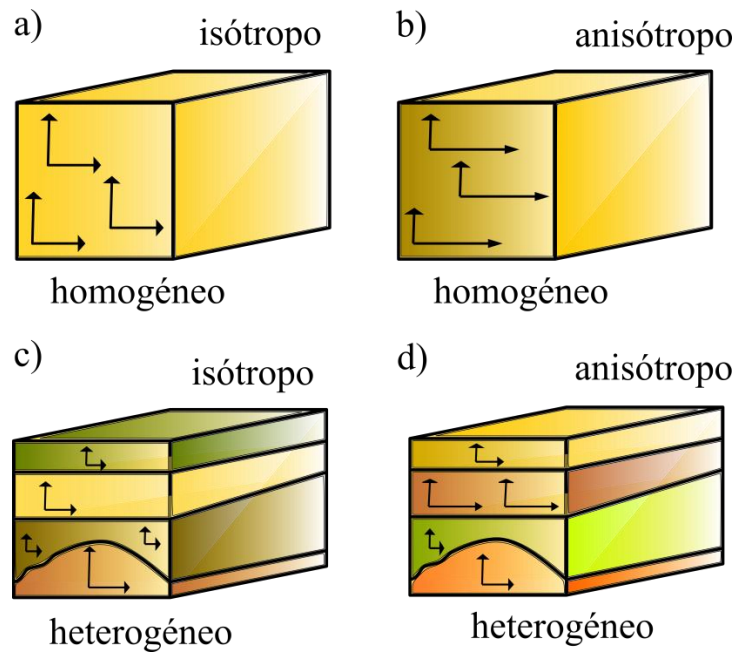 a)
isótropo
homogéneo
b)
anisótropo
homogéneo
c)
isótropo
heterogéneo
d)
anisótropo
heterogéneo